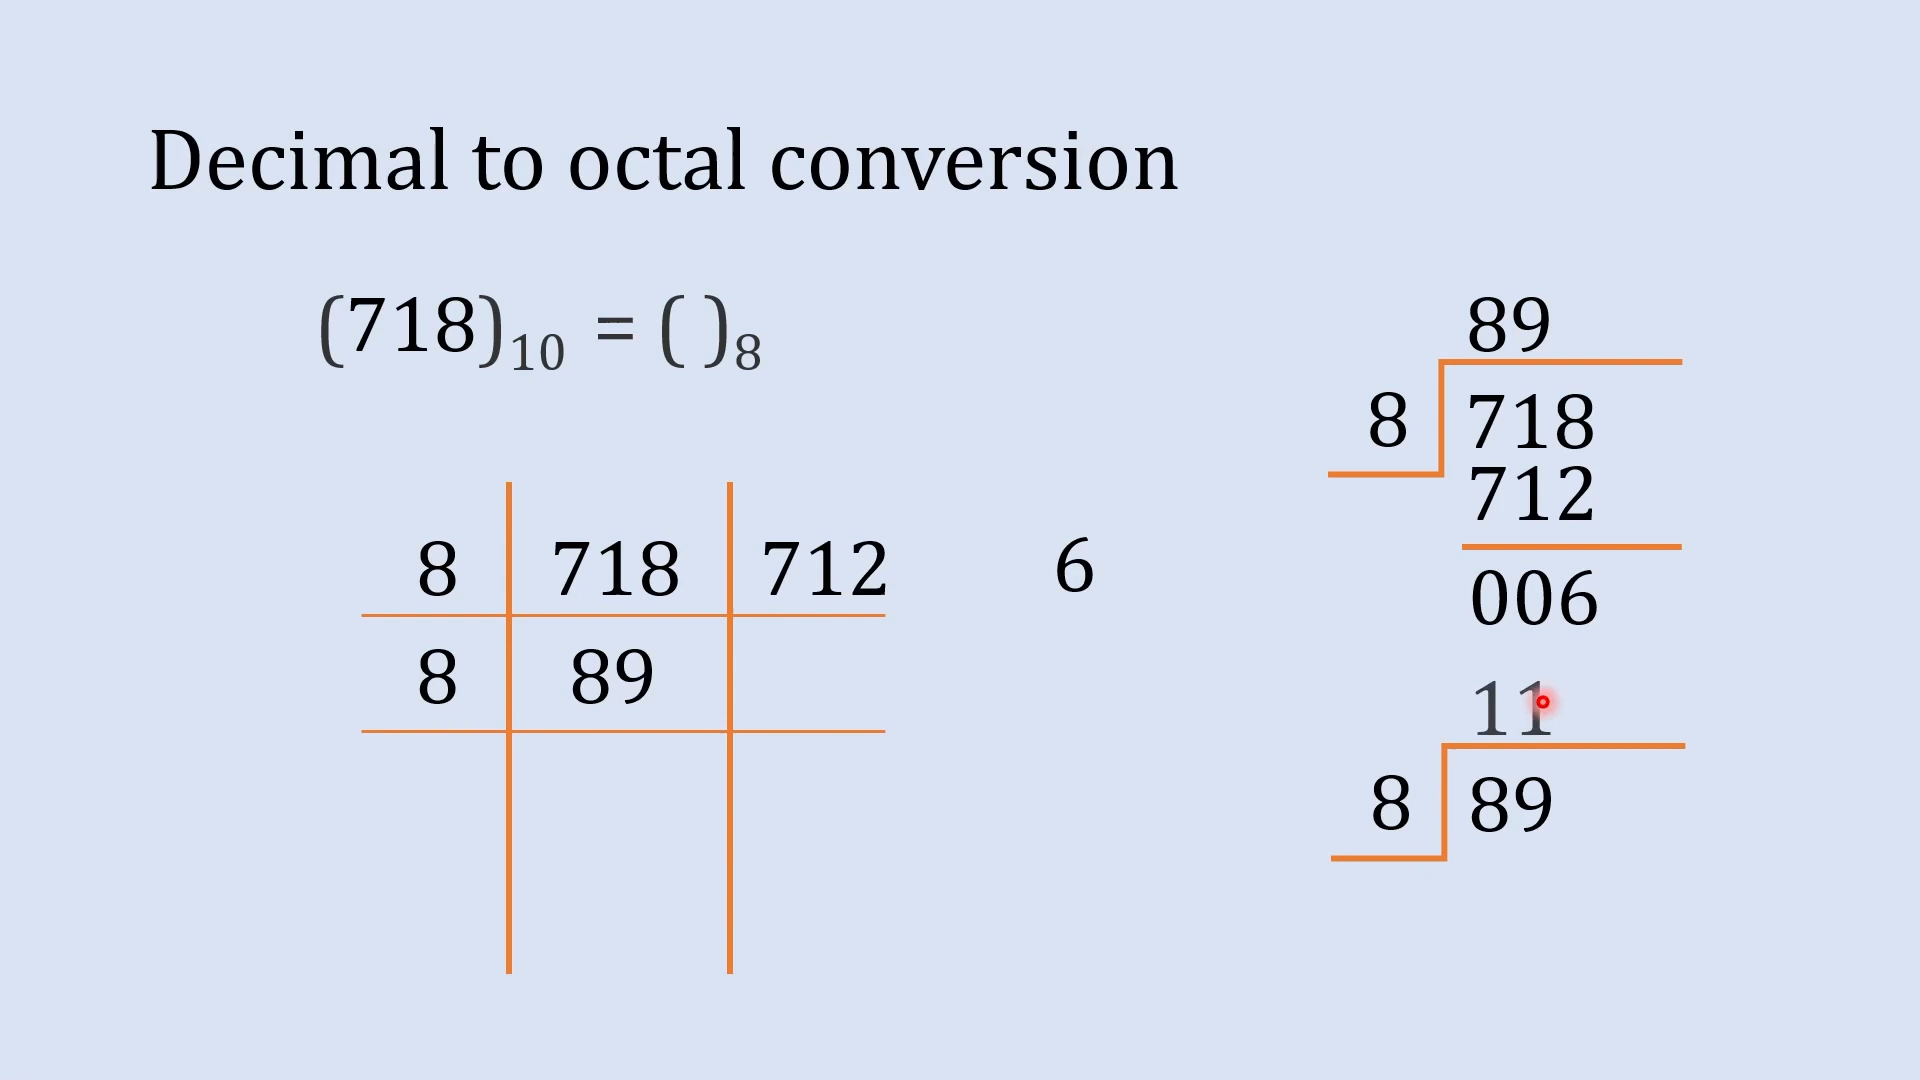 Decimal to octal conversion
(718)₁₀ = ( )₈
8 718 712 6
8 89
89
8 718
712
006
11
8 89